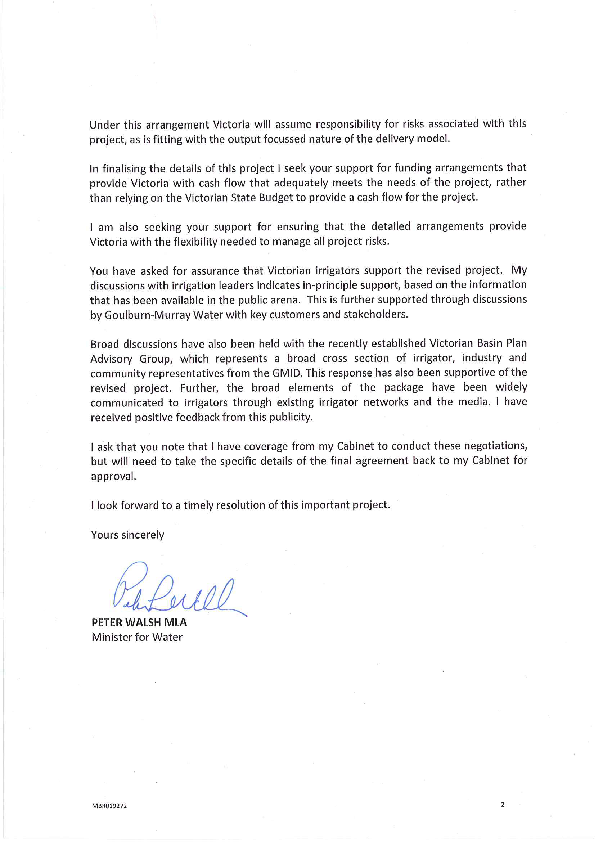 Under this arrangement Victoria will assume responsibility for risks associated with this
project, as is fitting with the output focussed nature of the delivery model.
In finalising the details of this project I seek your support for funding arrangements that
provide Victoria with cash flow that adequately meets the needs of the project, rather
than relying on the Victorian State Budget to provide a cash flow for the project.
I am also seeking your support for ensuring that the detailed arrangements provide
Victoria with the flexibility needed to manage all project risks.
You have asked for assurance that Victorian irrigators support the revised project. My
discussions with irrigation leaders indicates in-principle support, based on the information
that has been available in the public arena. This is further supported through discussions
by Goulburn-Murray Water with key customers and stakeholders.
Broad discussions have also been held with the recently established Victorian Basin Plan
Advisory Group, which represents a broad cross section of irrigator, industry and
community representatives from the GMID. This response has also been supportive of the
revised project. Further, the broad elements of the package have been widely
communicated to irrigators through existing irrigator networks and the media. I have
received positive feedback from this publicity.
I ask that you note that I have coverage from my Cabinet to conduct these negotiations,
but will need to take the specific details of the final agreement back to my Cabinet for
approval.
I look forward to a timely resolution of this important project.
Yours sincerely
PETER WALSH MLA
Minister for Water
2